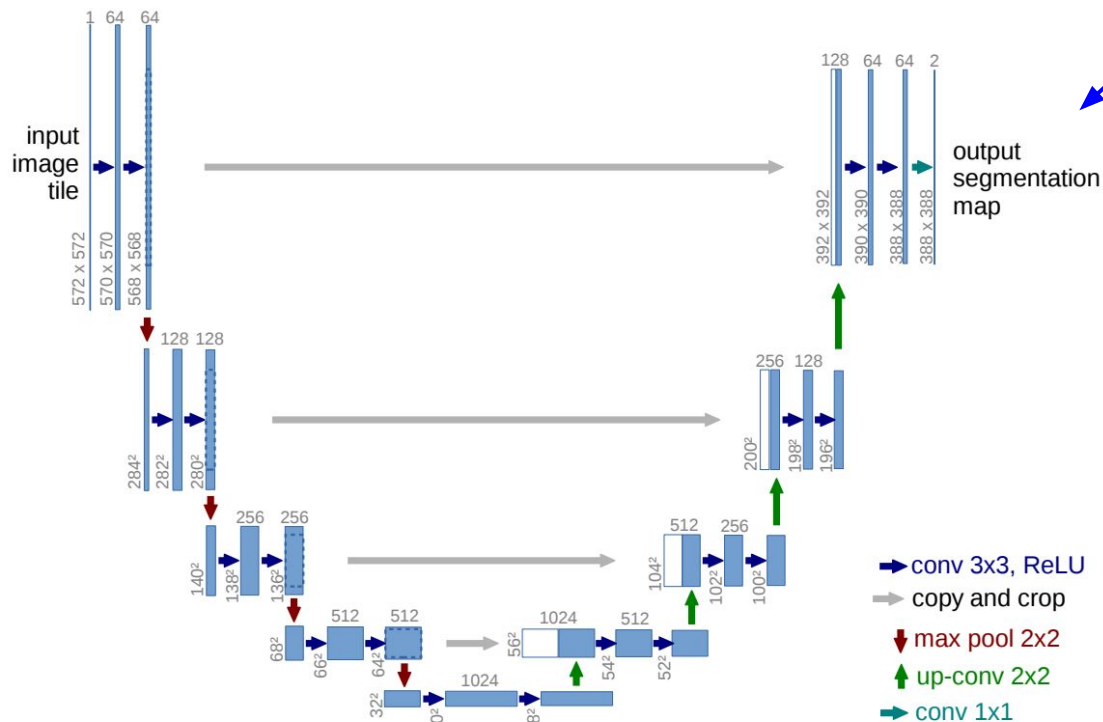 1 64 64
input
image
tile
572 x 572
570 x 570
568 x 568
128 64 64 2
output
segmentation
map
392 x 392
390 x 390
388 x 388
388 x 388
128 128
284²
282²
280²
256 128
200²
198²
196²
256 256
140²
138²
136²
512 256
104²
102²
100²
512 512
68²
66²
64²
1024 512
56²
54²
52²
1024
32²
0²
8²
conv 3x3, ReLU
copy and crop
max pool 2x2
up-conv 2x2
conv 1x1